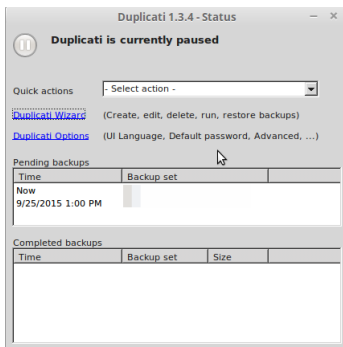 Duplicati 1.3.4 - Status
Duplicati is currently paused
Quick actions - Select action -
Duplicati Wizard (Create, edit, delete, run, restore backups)
Duplicati Options (UI Language, Default password, Advanced, ...)
Pending backups
Time Backup set
Now
9/25/2015 1:00 PM
Completed backups
Time Backup set Size